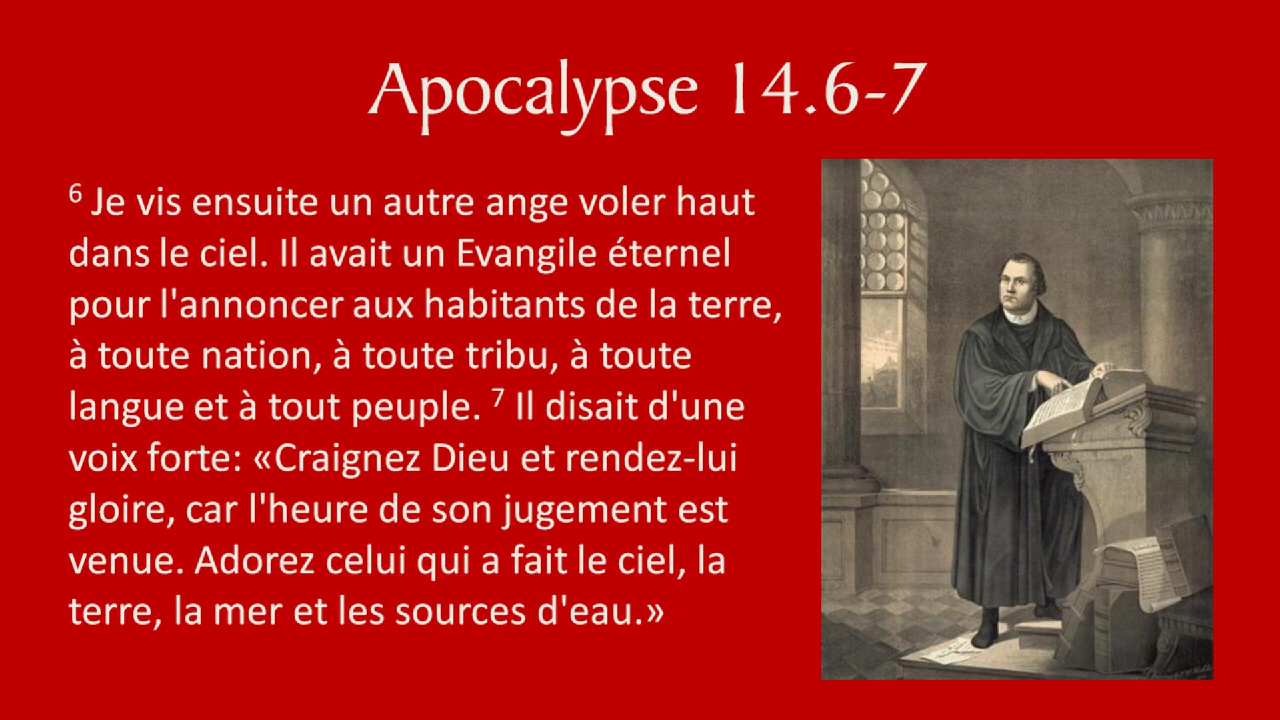 Apocalypse 14.6-7
6 Je vis ensuite un autre ange voler haut
dans le ciel. Il avait un Evangile éternel
pour l'annoncer aux habitants de la terre,
à toute nation, à toute tribu, à toute
langue et à tout peuple. 7 Il disait d'une
voix forte: «Craignez Dieu et rendez-lui
gloire, car l'heure de son jugement est
venue. Adorez celui qui a fait le ciel, la
terre, la mer et les sources d'eau.»